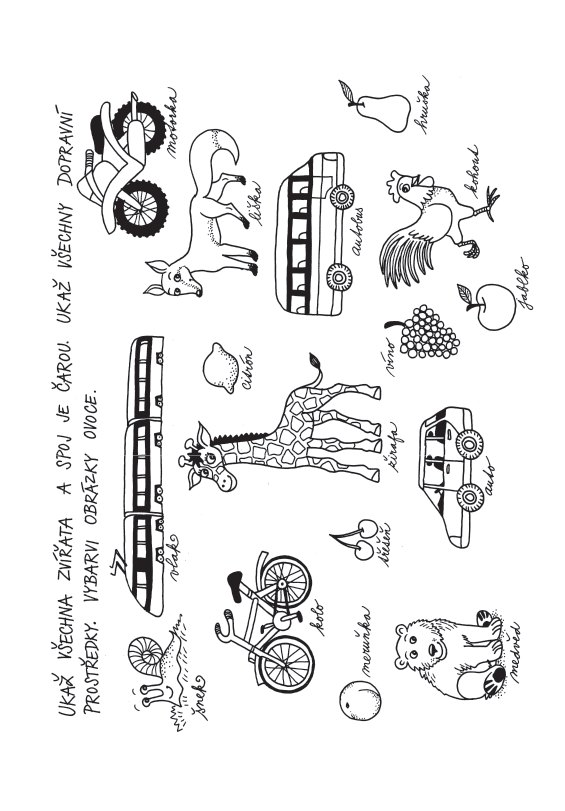 UKAŽ VŠECHNA ZVÍŘATA A SPOJ JE ČAROU. UKAŽ VŠECHNY DOPRAVNÍ
PROSTŘEDKY. VYBARVI OBRÁZKY OVOCE.
šnek
vlak
motorka
kolo
citrón
liška
meruňka
třešeň
žirafa
víno
autobus
hruška
medvěd
auto
jablko
kohout